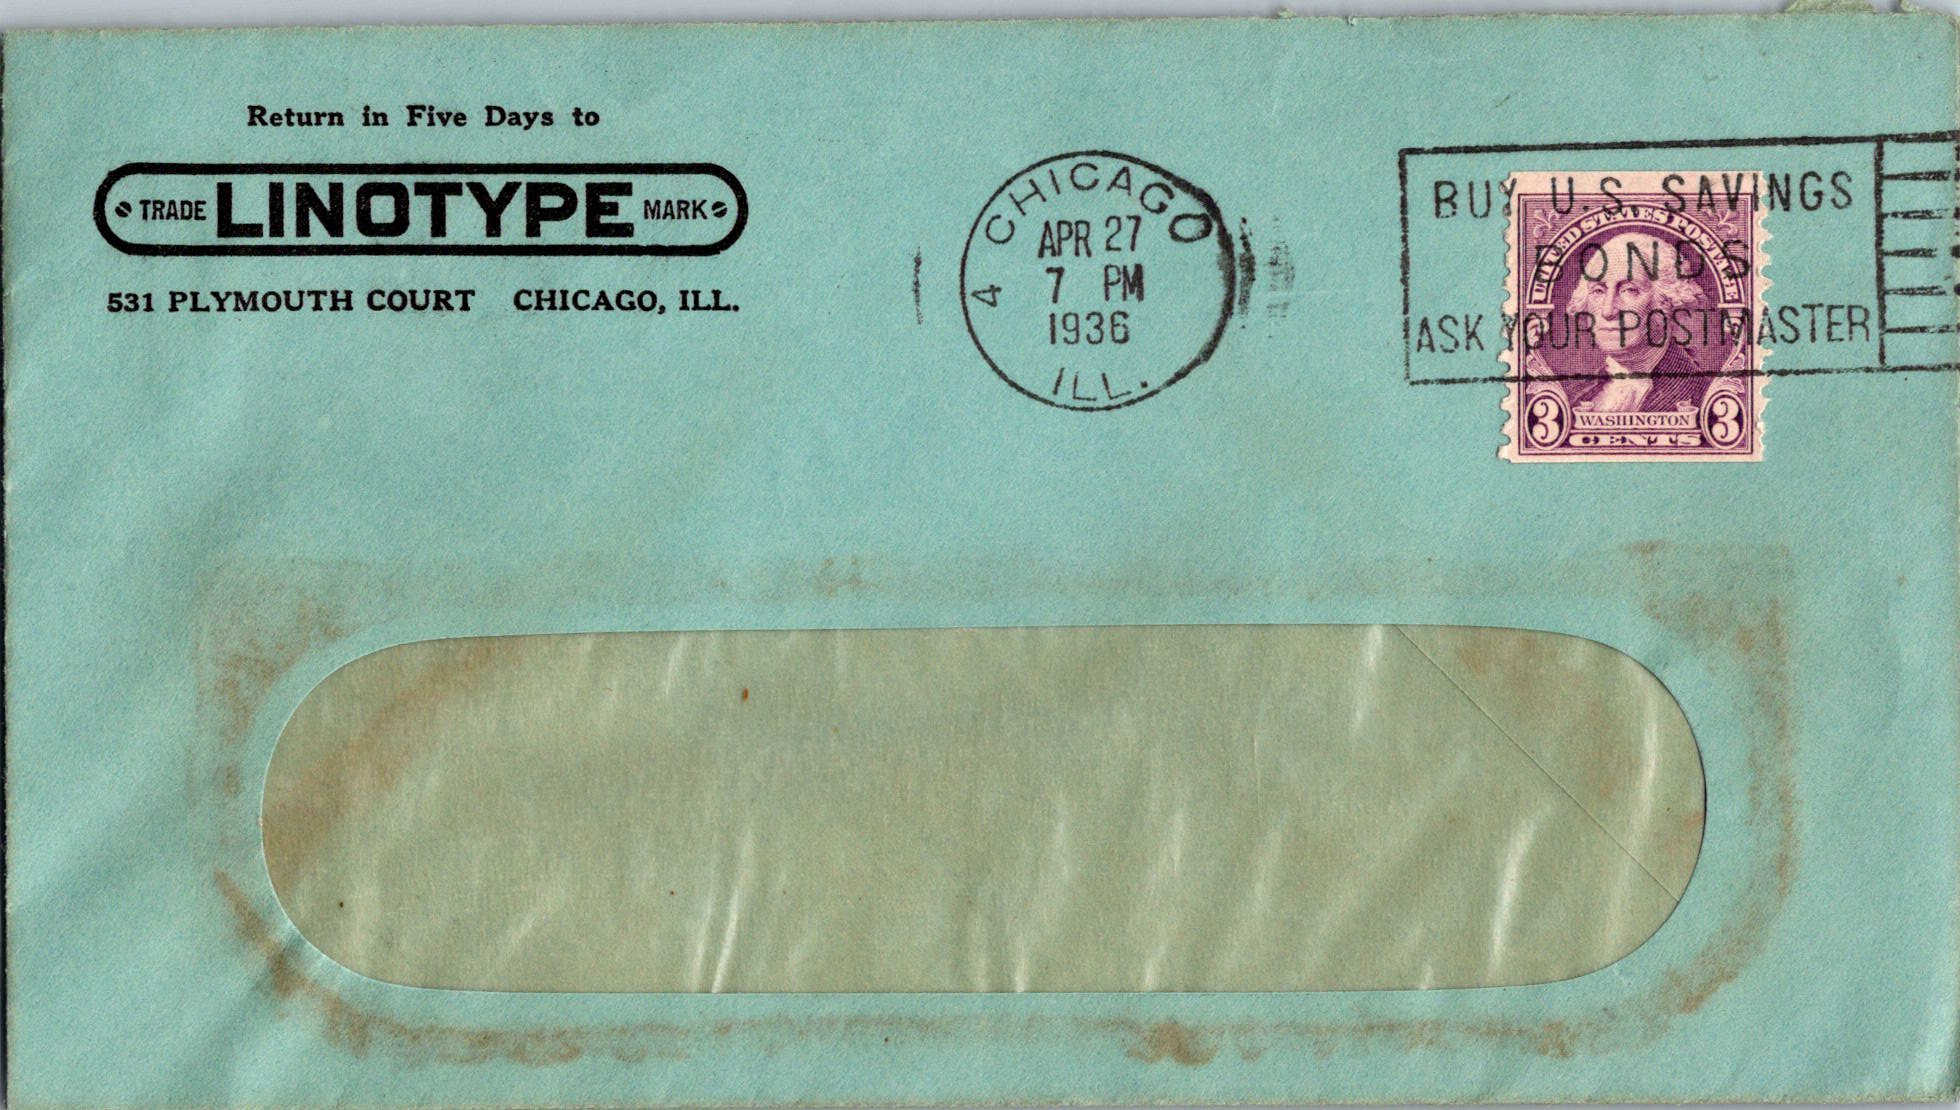 Return in Five Days to
TRADE LINOTYPE MARK
531 PLYMOUTH COURT CHICAGO, ILL.
CHICAGO
4
APR 27
7 PM
1936
ILL.
BUY U.S. SAVINGS
BONDS
ASK YOUR POSTMASTER
UNITED STATES POSTAGE
3 WASHINGTON 3
CENTS